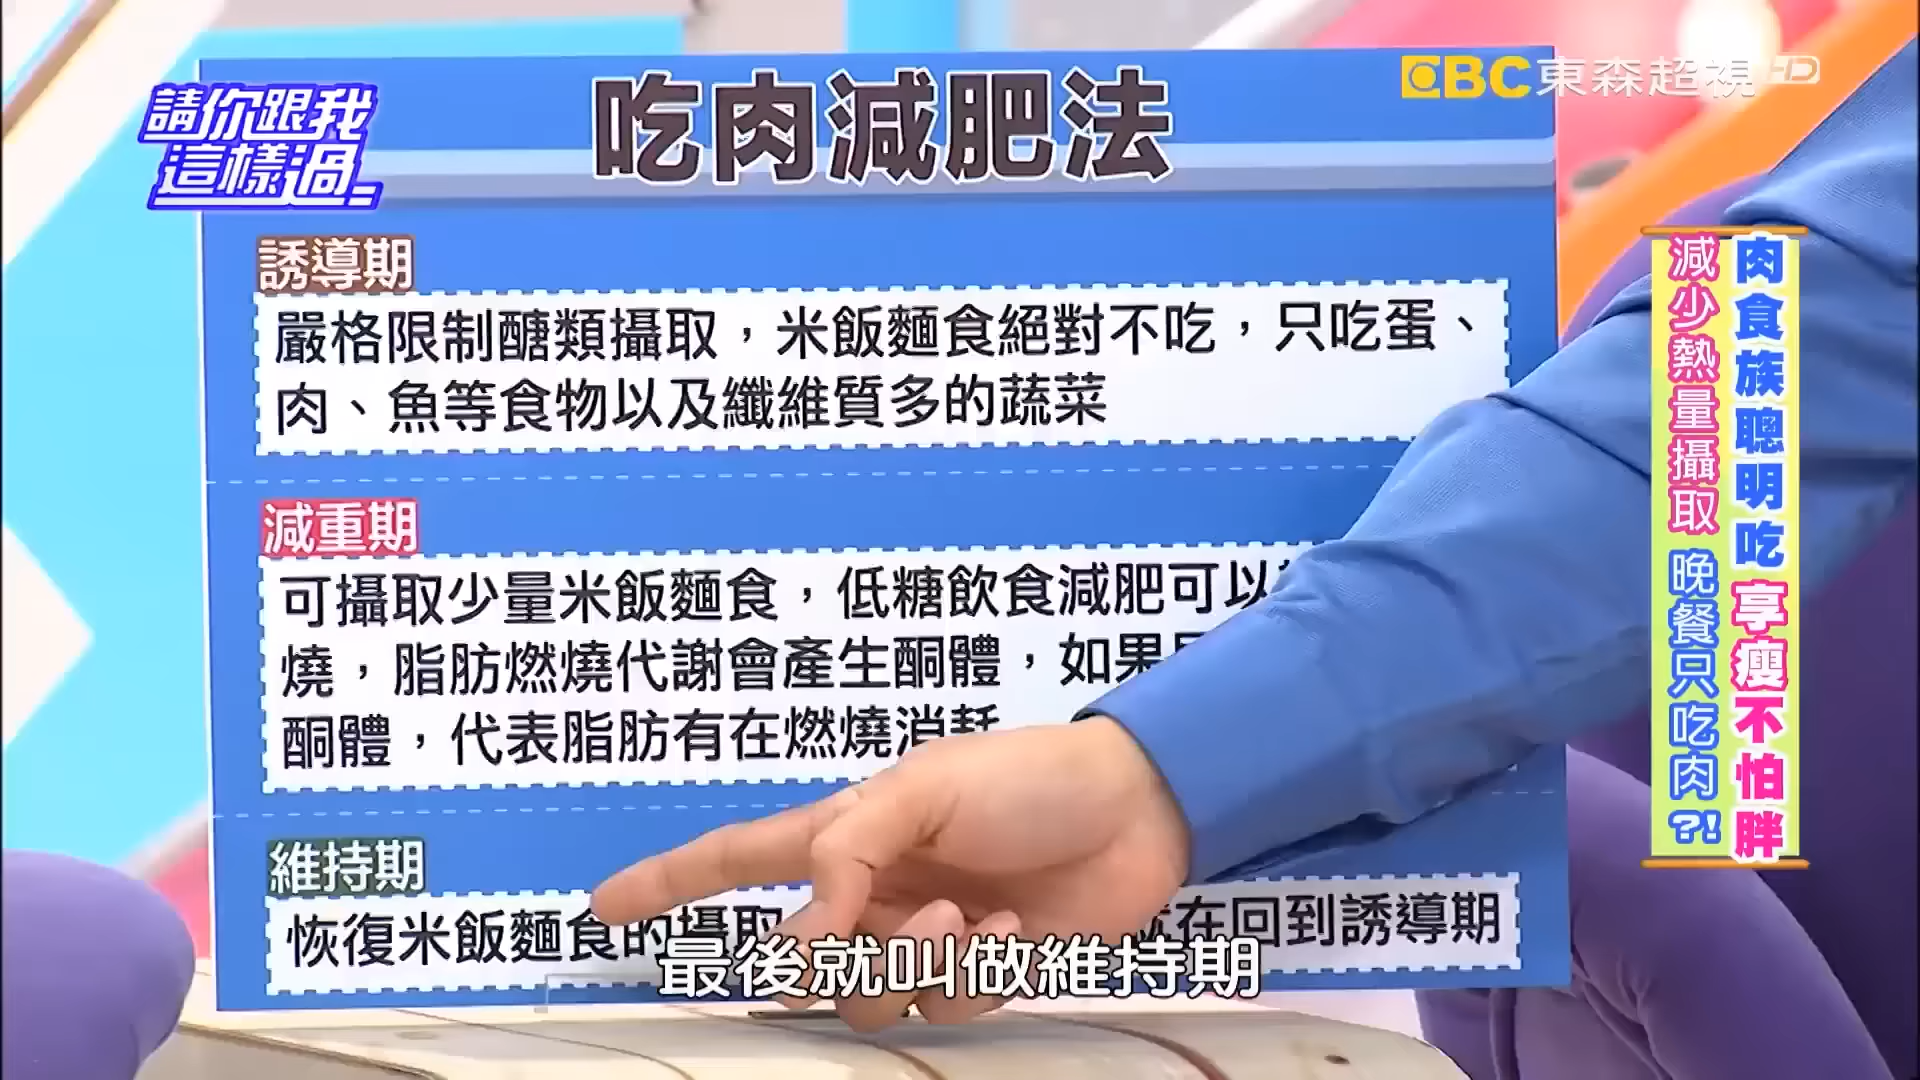 請你跟我
這樣過
EBC東森超視HD
吃肉減肥法
誘導期
嚴格限制醣類攝取，米飯麵食絕對不吃，只吃蛋、
肉、魚等食物以及纖維質多的蔬菜
減重期
可攝取少量米飯麵食，低糖飲食減肥可以
燒，脂肪燃燒代謝會產生酮體，如果
酮體，代表脂肪有在燃燒消耗
維持期
恢復米飯麵食的攝取
在回到誘導期
肉食族聰明吃 享瘦不怕胖
減少熱量攝取 晚餐只吃肉?!
最後就叫做維持期